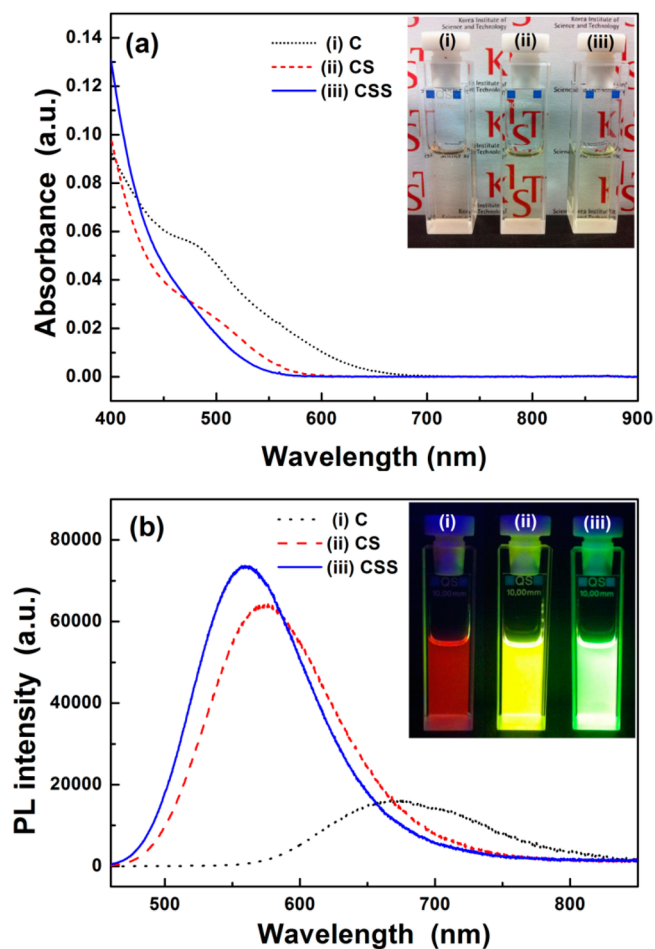 (a)
(i) C
(ii) CS
(iii) CSS
(i) (ii) (iii)
Korea Institute of
Science and Technology
QS
KIST
Absorbance (a.u.)
0.14
0.12
0.10
0.08
0.06
0.04
0.02
0.00
400 500 600 700 800 900
Wavelength (nm)
(b)
(i) C
(ii) CS
(iii) CSS
(i) (ii) (iii)
QS QS QS
10,00mm 10,00mm 10,00mm
PL intensity (a.u.)
80000
60000
40000
20000
0
500 600 700 800
Wavelength (nm)